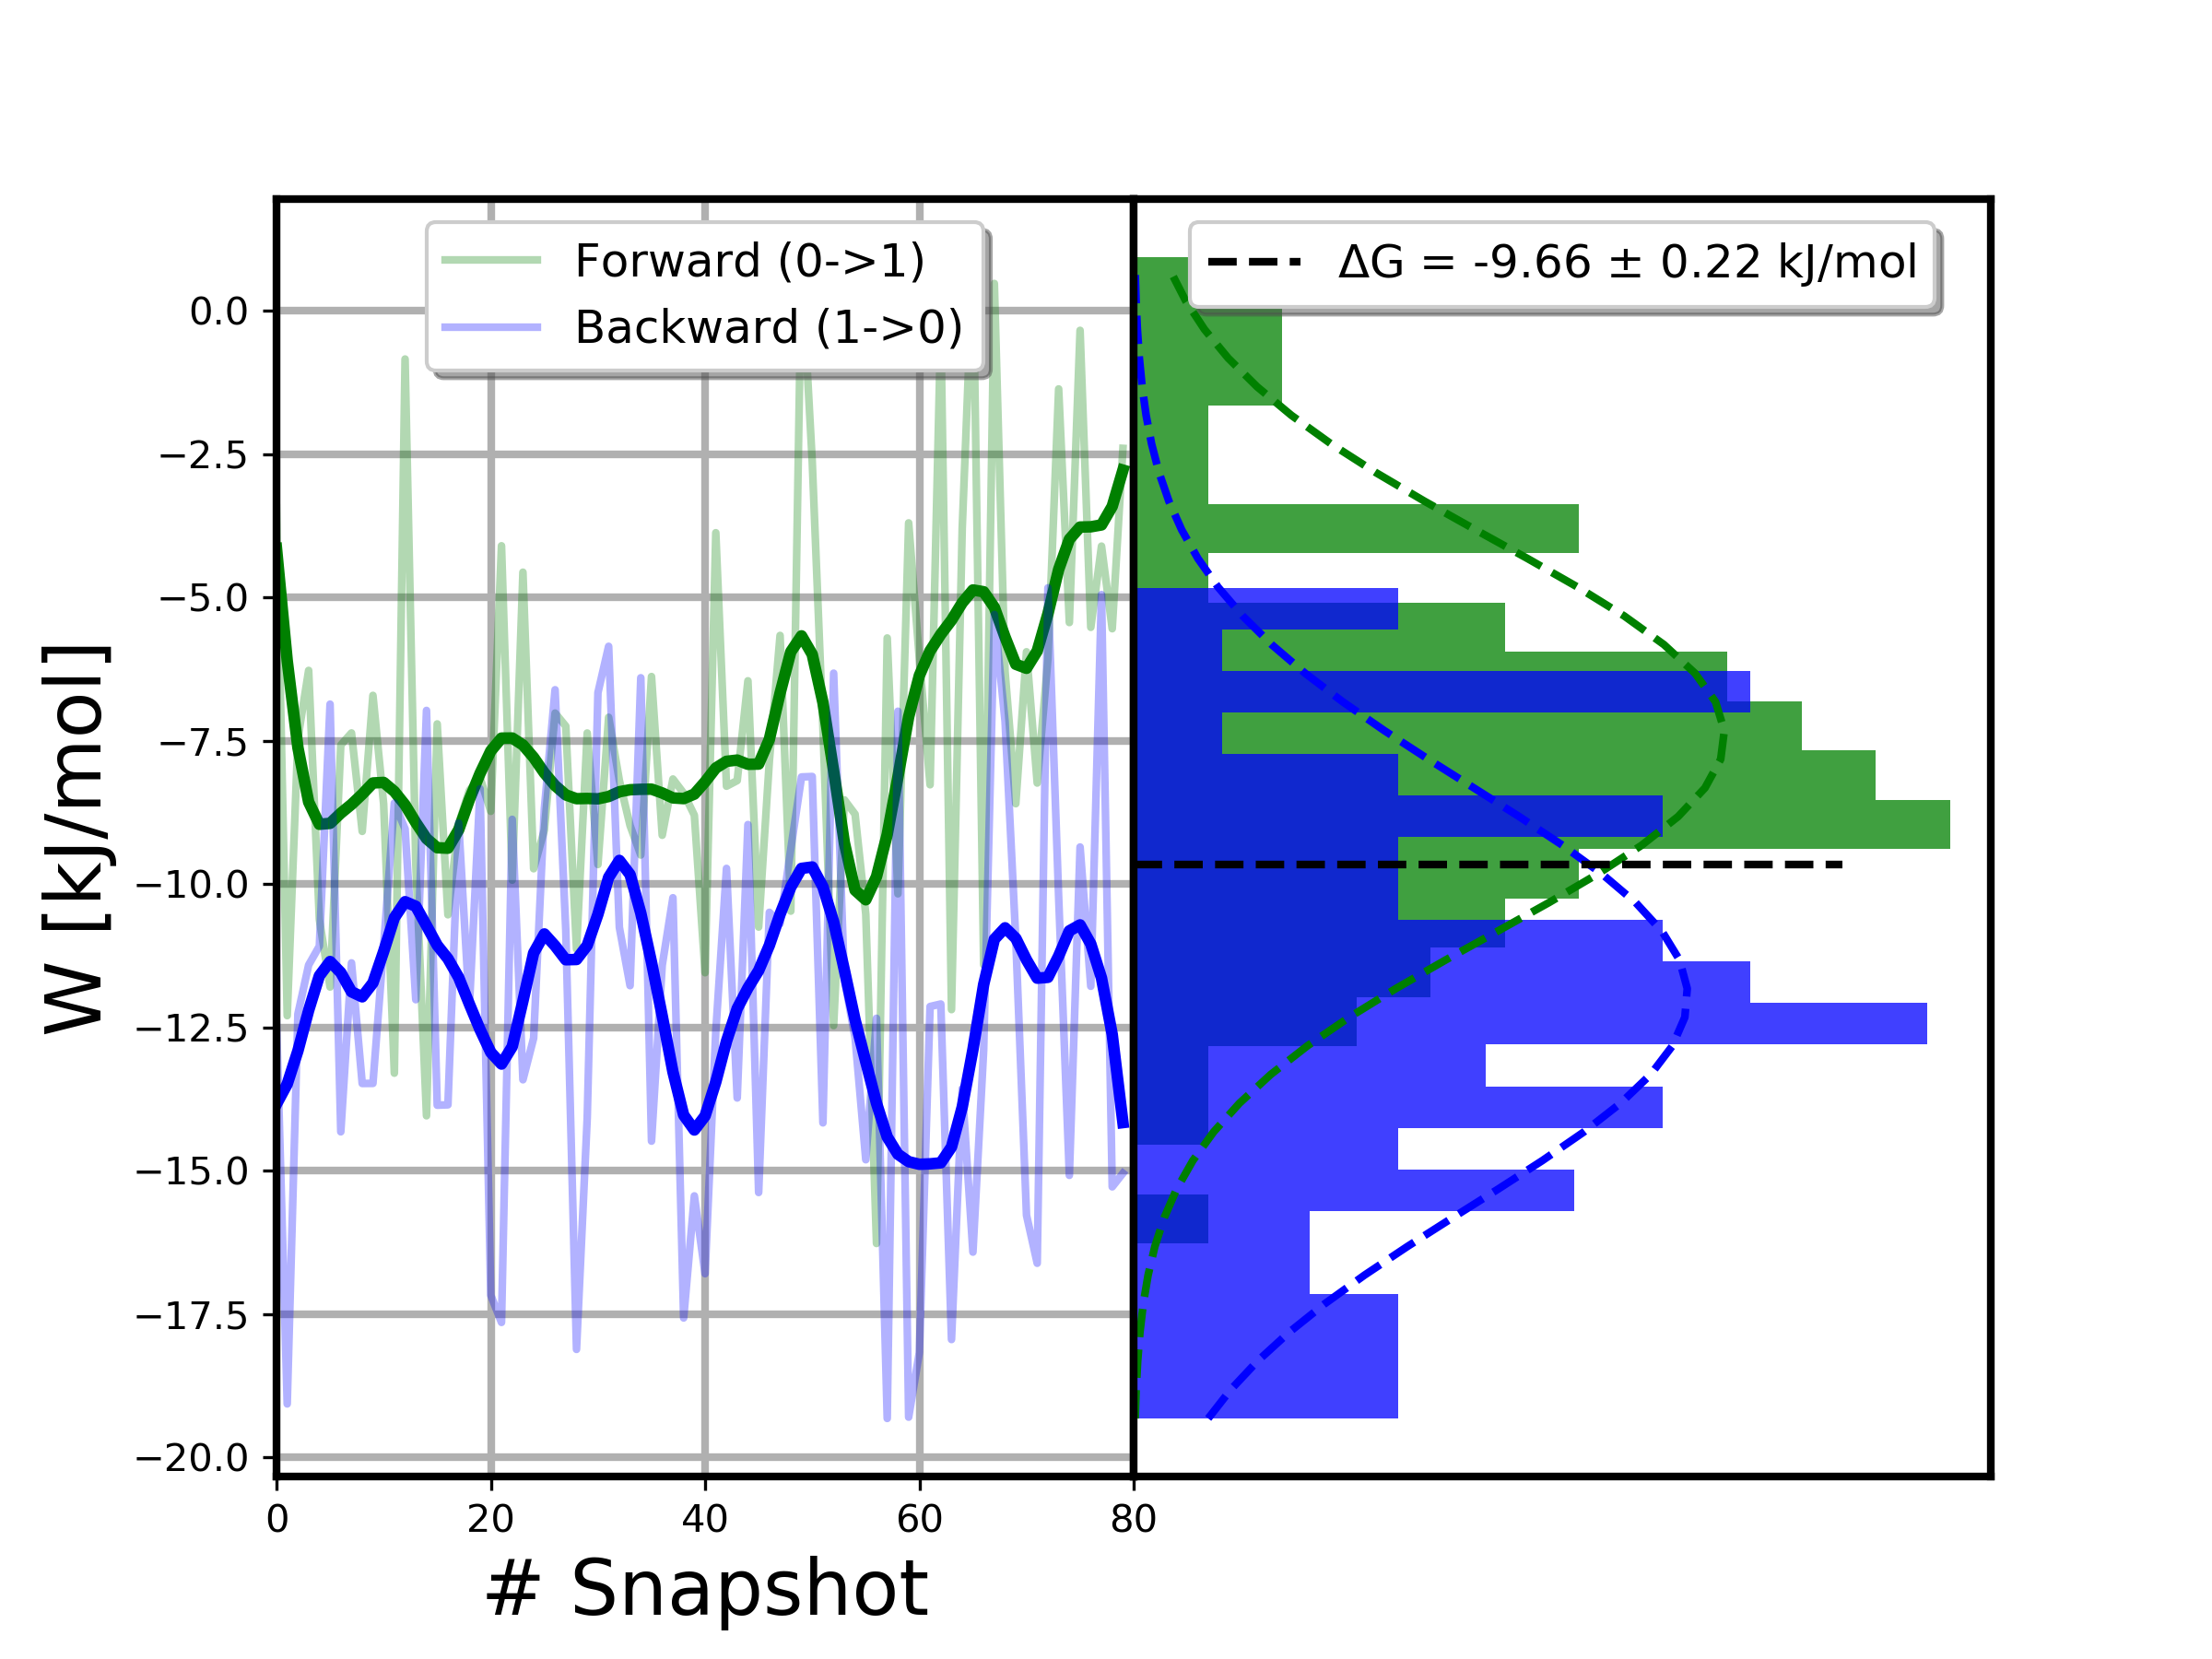 Forward (0->1)
Backward (1->0)
ΔG = -9.66 ± 0.22 kJ/mol
W [kJ/mol]
0.0
−2.5
−5.0
−7.5
−10.0
−12.5
−15.0
−17.5
−20.0
0 20 40 60 80
# Snapshot